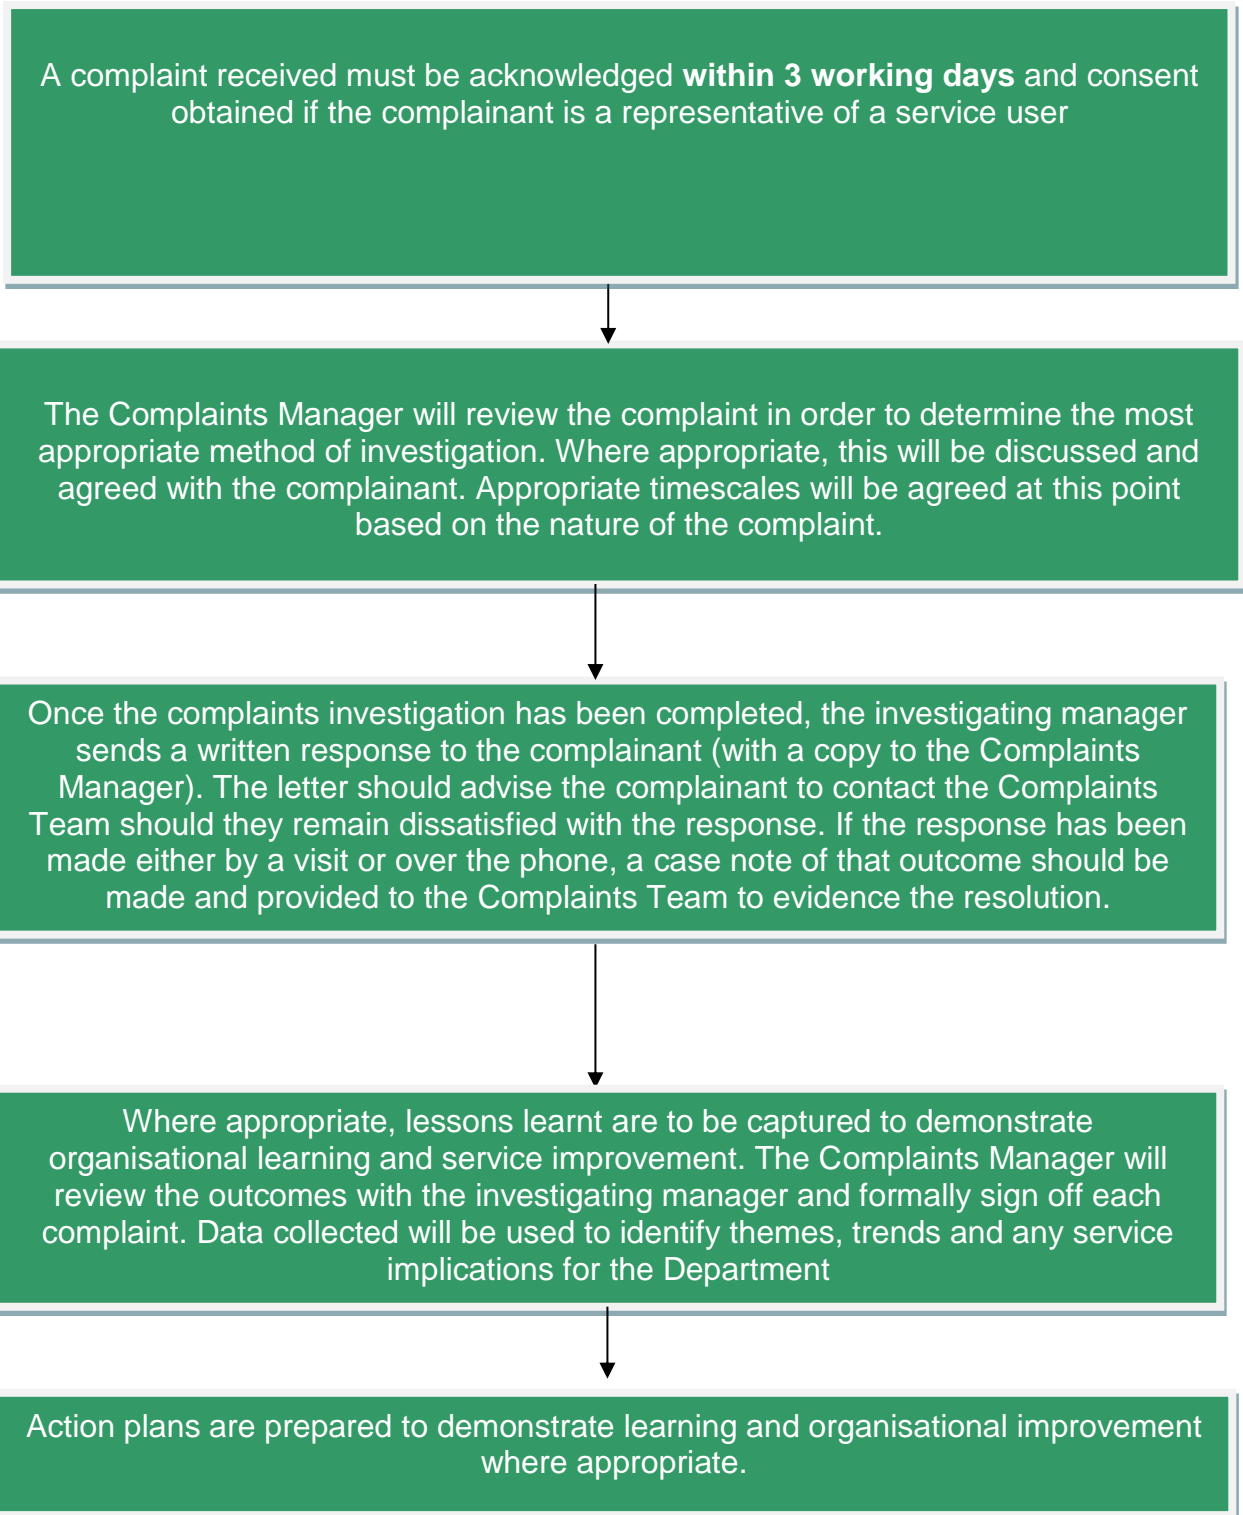 A complaint received must be acknowledged within 3 working days and consent
obtained if the complainant is a representative of a service user
The Complaints Manager will review the complaint in order to determine the most
appropriate method of investigation. Where appropriate, this will be discussed and
agreed with the complainant. Appropriate timescales will be agreed at this point
based on the nature of the complaint.
Once the complaints investigation has been completed, the investigating manager
sends a written response to the complainant (with a copy to the Complaints
Manager). The letter should advise the complainant to contact the Complaints
Team should they remain dissatisfied with the response. If the response has been
made either by a visit or over the phone, a case note of that outcome should be
made and provided to the Complaints Team to evidence the resolution.
Where appropriate, lessons learnt are to be captured to demonstrate
organisational learning and service improvement. The Complaints Manager will
review the outcomes with the investigating manager and formally sign off each
complaint. Data collected will be used to identify themes, trends and any service
implications for the Department
Action plans are prepared to demonstrate learning and organisational improvement
where appropriate.